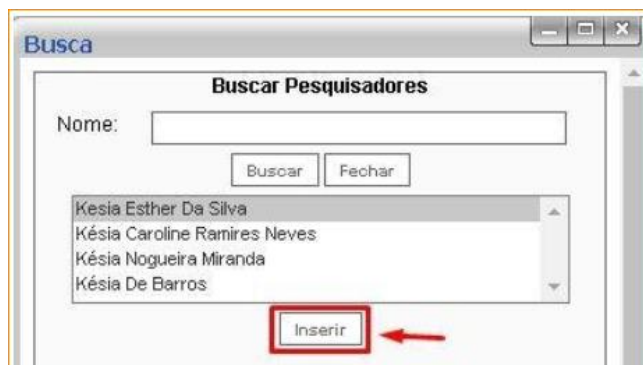 Busca
Buscar Pesquisadores
Nome:
Buscar Fechar
Kesia Esther Da Silva
Késia Caroline Ramires Neves
Késia Nogueira Miranda
Késia De Barros
Inserir